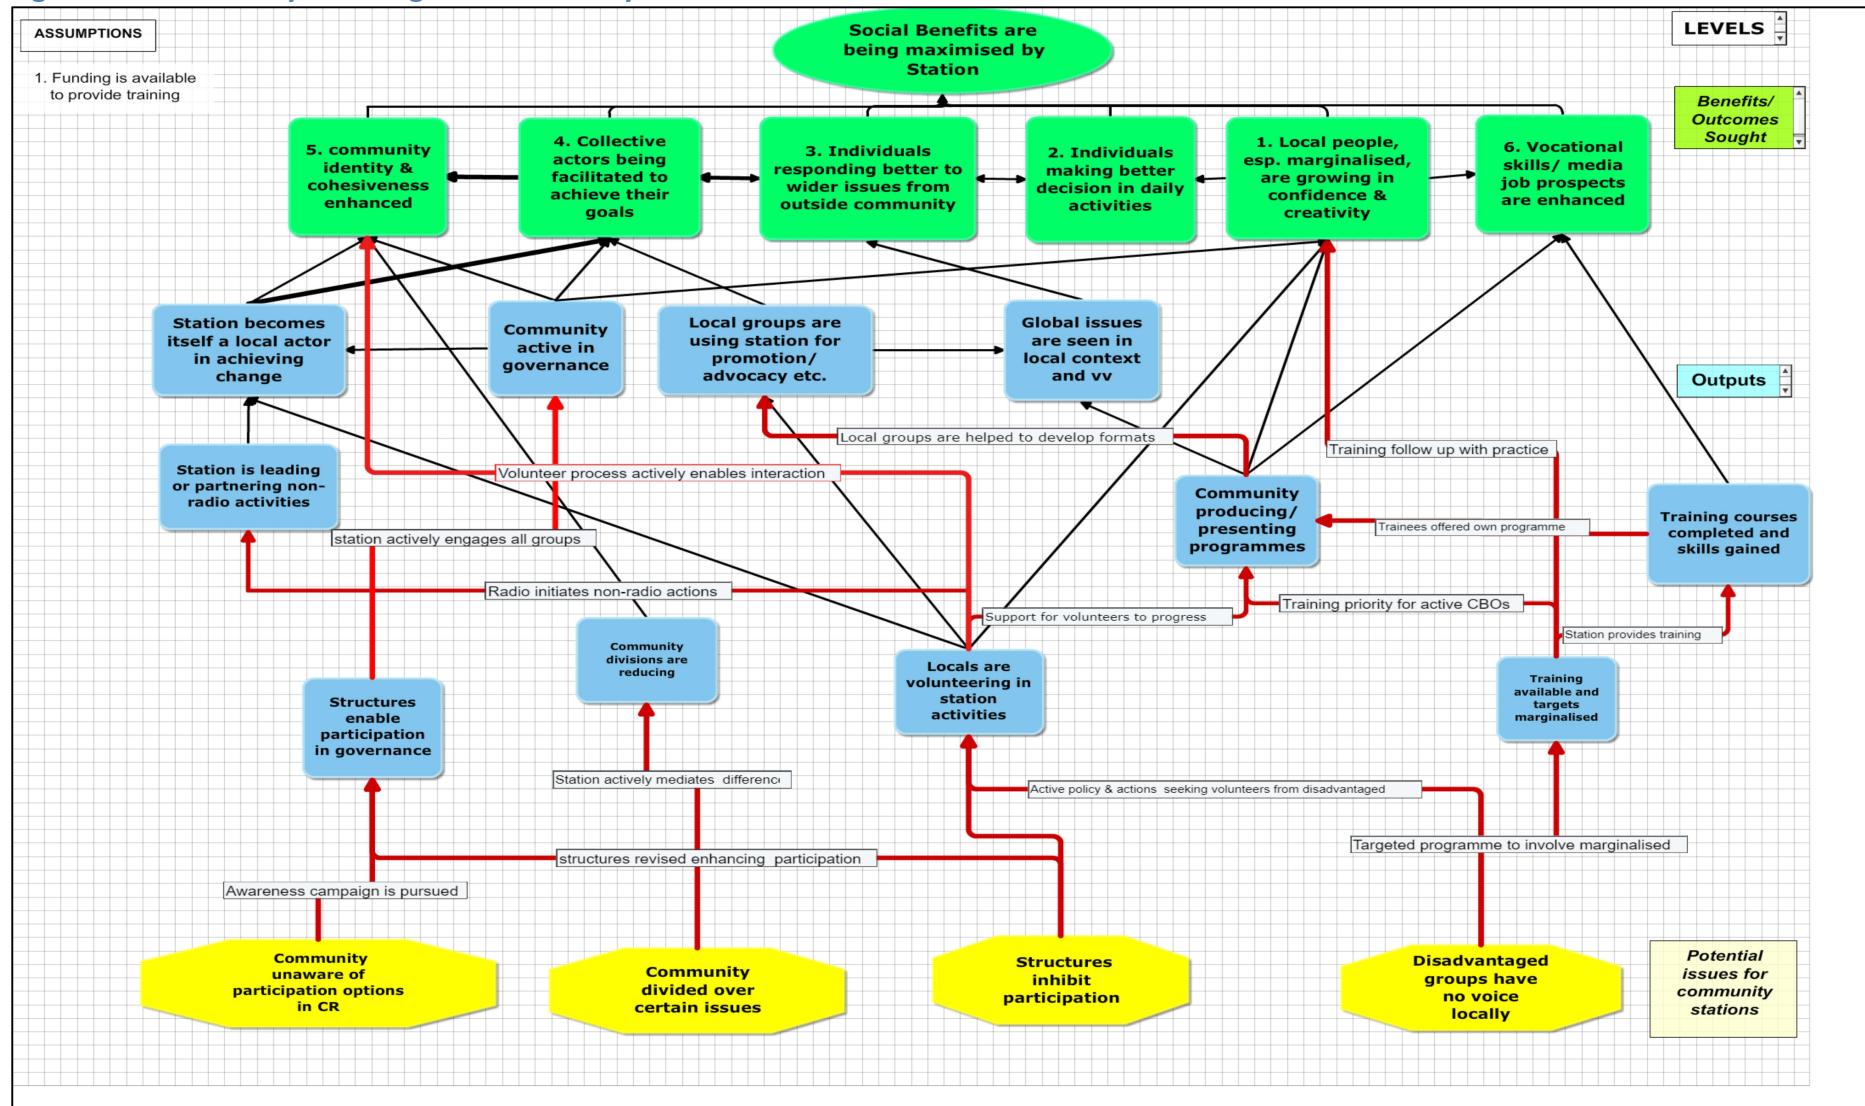 ASSUMPTIONS
1. Funding is available
to provide training
Social Benefits are
being maximised by
Station
LEVELS
Benefits/
Outcomes
Sought
5. community
identity &
cohesiveness
enhanced
4. Collective
actors being
facilitated to
achieve their
goals
3. Individuals
responding better to
wider issues from
outside community
2. Individuals
making better
decision in daily
activities
1. Local people,
esp. marginalised,
are growing in
confidence &
creativity
6. Vocational
skills/ media
job prospects
are enhanced
Station becomes
itself a local actor
in achieving
change
Community
active in
governance
Local groups are
using station for
promotion/
advocacy etc.
Global issues
are seen in
local context
and vv
Outputs
Local groups are helped to develop formats
Training follow up with practice
Station is leading
or partnering non-
radio activities
Volunteer process actively enables interaction
Community
producing/
presenting
programmes
Trainees offered own programme
Training courses
completed and
skills gained
station actively engages all groups
Radio initiates non-radio actions
Support for volunteers to progress
Training priority for active CBOs
Station provides training
Community
divisions are
reducing
Locals are
volunteering in
station
activities
Training
available and
targets
marginalised
Structures
enable
participation
in governance
Station actively mediates differenc
Active policy & actions seeking volunteers from disadvantaged
Targeted programme to involve marginalised
structures revised enhancing participation
Awareness campaign is pursued
Community
unaware of
participation options
in CR
Community
divided over
certain issues
Structures
inhibit
participation
Disadvantaged
groups have
no voice
locally
Potential
issues for
community
stations